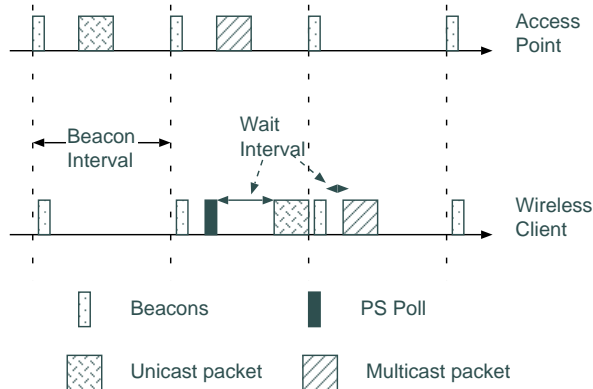 Access
Point
Wait
Interval
Beacon
Interval
Wireless
Client
Beacons
PS Poll
Unicast packet
Multicast packet